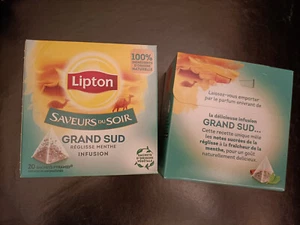 100%
Lipton
SAVEURS DU SOIR
GRAND SUD
RÉGLISSE MENTHE
INFUSION
20
Laissez-vous emporter
par le parfum enivrant de
la délicieuse infusion
GRAND SUD...
Cette recette unique mêle
les notes sucrées de la
réglisse à la fraîcheur de la
menthe, pour un goût
naturellement délicieux.